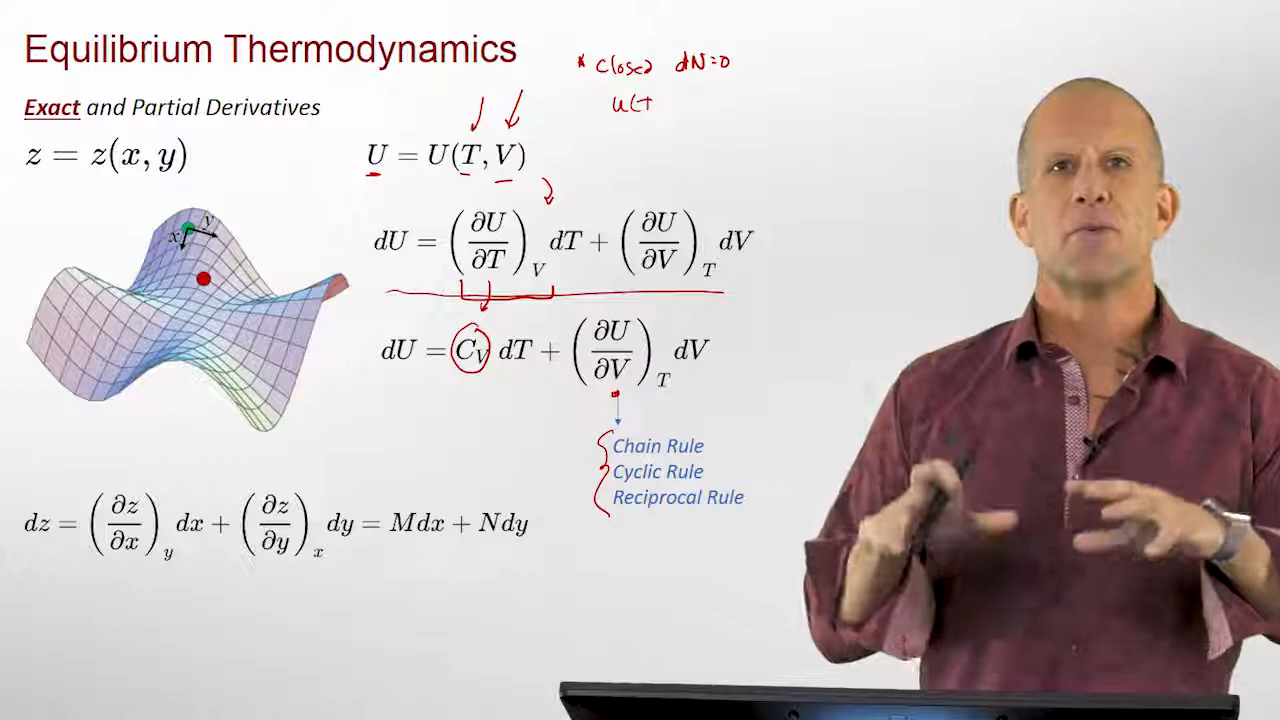 Equilibrium Thermodynamics
* Closed dN=0
Exact and Partial Derivatives
u(t
z = z(x, y)
U = U(T, V)
dU = (∂U/∂T)_V dT + (∂U/∂V)_T dV
x y
dU = C_V dT + (∂U/∂V)_T dV
Chain Rule
Cyclic Rule
Reciprocal Rule
dz = (∂z/∂x)_y dx + (∂z/∂y)_x dy = Mdx + Ndy